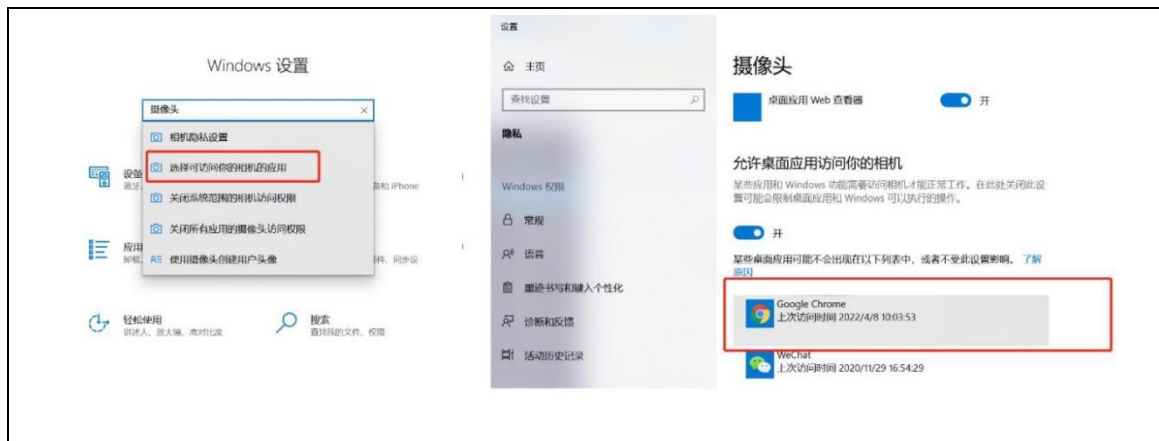 Windows 设置
摄像头
相机隐私设置
选择可访问你的相机的应用
关闭系统范围的相机访问权限
关闭所有应用的摄像头访问权限
使用摄像头创建用户头像
iPhone
同步设
轻松使用
讲述人、放大镜、高对比度
搜索
查找我的文件、权限
设置
主页
查找设置
隐私
Windows 权限
常规
语音
墨迹书写和键入个性化
诊断和反馈
活动历史记录
摄像头
桌面应用 Web 查看器
开
允许桌面应用访问你的相机
某些应用和 Windows 功能需要访问相机才能正常工作。在此处关闭此设
置可能会限制桌面应用和 Windows 可以执行的操作。
开
某些桌面应用可能不会出现在以下列表中，或者不受此设置影响。 了解
原因
Google Chrome
上次访问时间 2022/4/8 10:03:53
WeChat
上次访问时间 2020/11/29 16:54:29